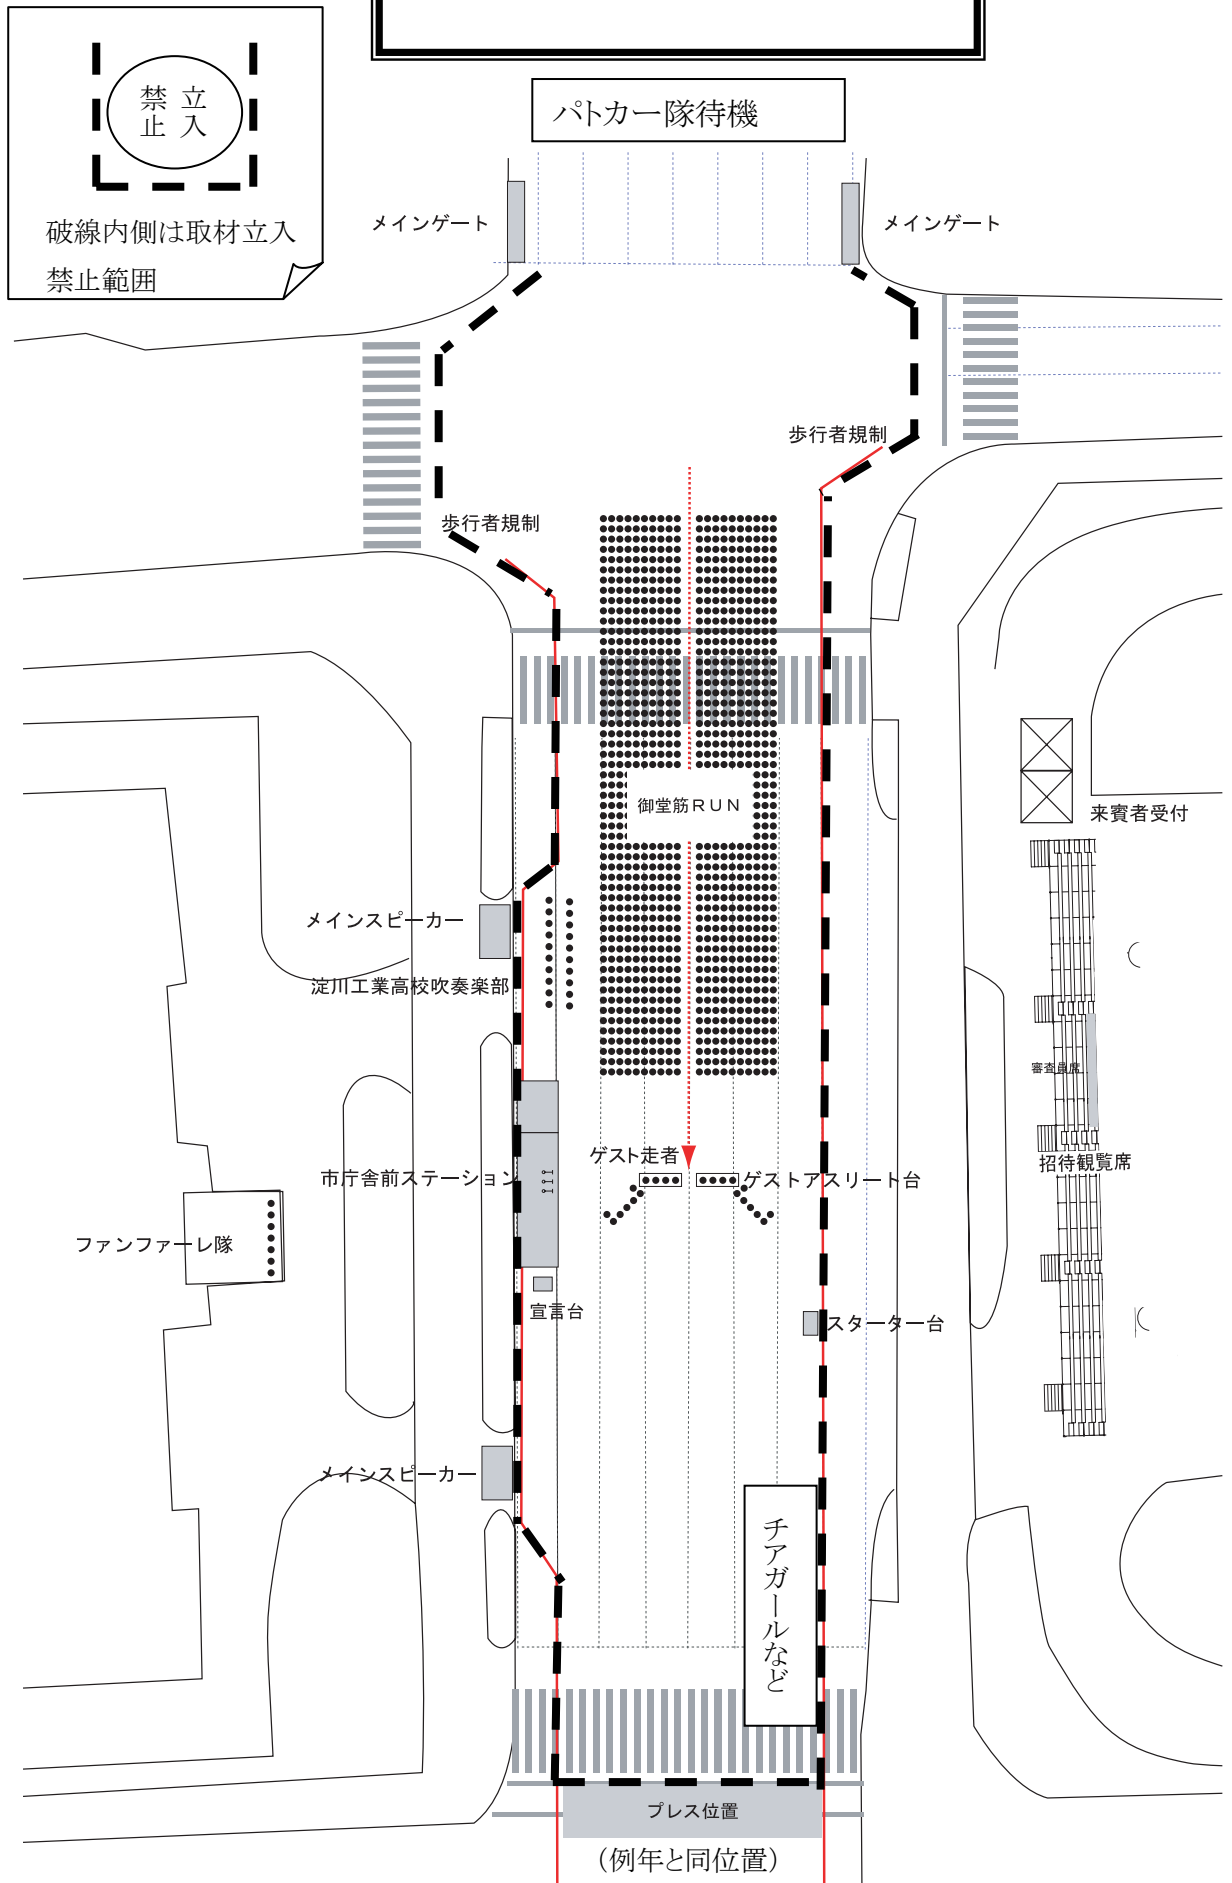 立入
禁止
破線内側は取材立入
禁止範囲
パトカー隊待機
メインゲート
メインゲート
歩行者規制
歩行者規制
御堂筋RUN
来賓者受付
メインスピーカー
淀川工業高校吹奏楽部
審査員席
ゲスト走者
招待観覧席
市庁舎前ステーション
ゲストアスリート台
ファンファーレ隊
宣言台
スターター台
メインスピーカー
チアガールなど
プレス位置
（例年と同位置）